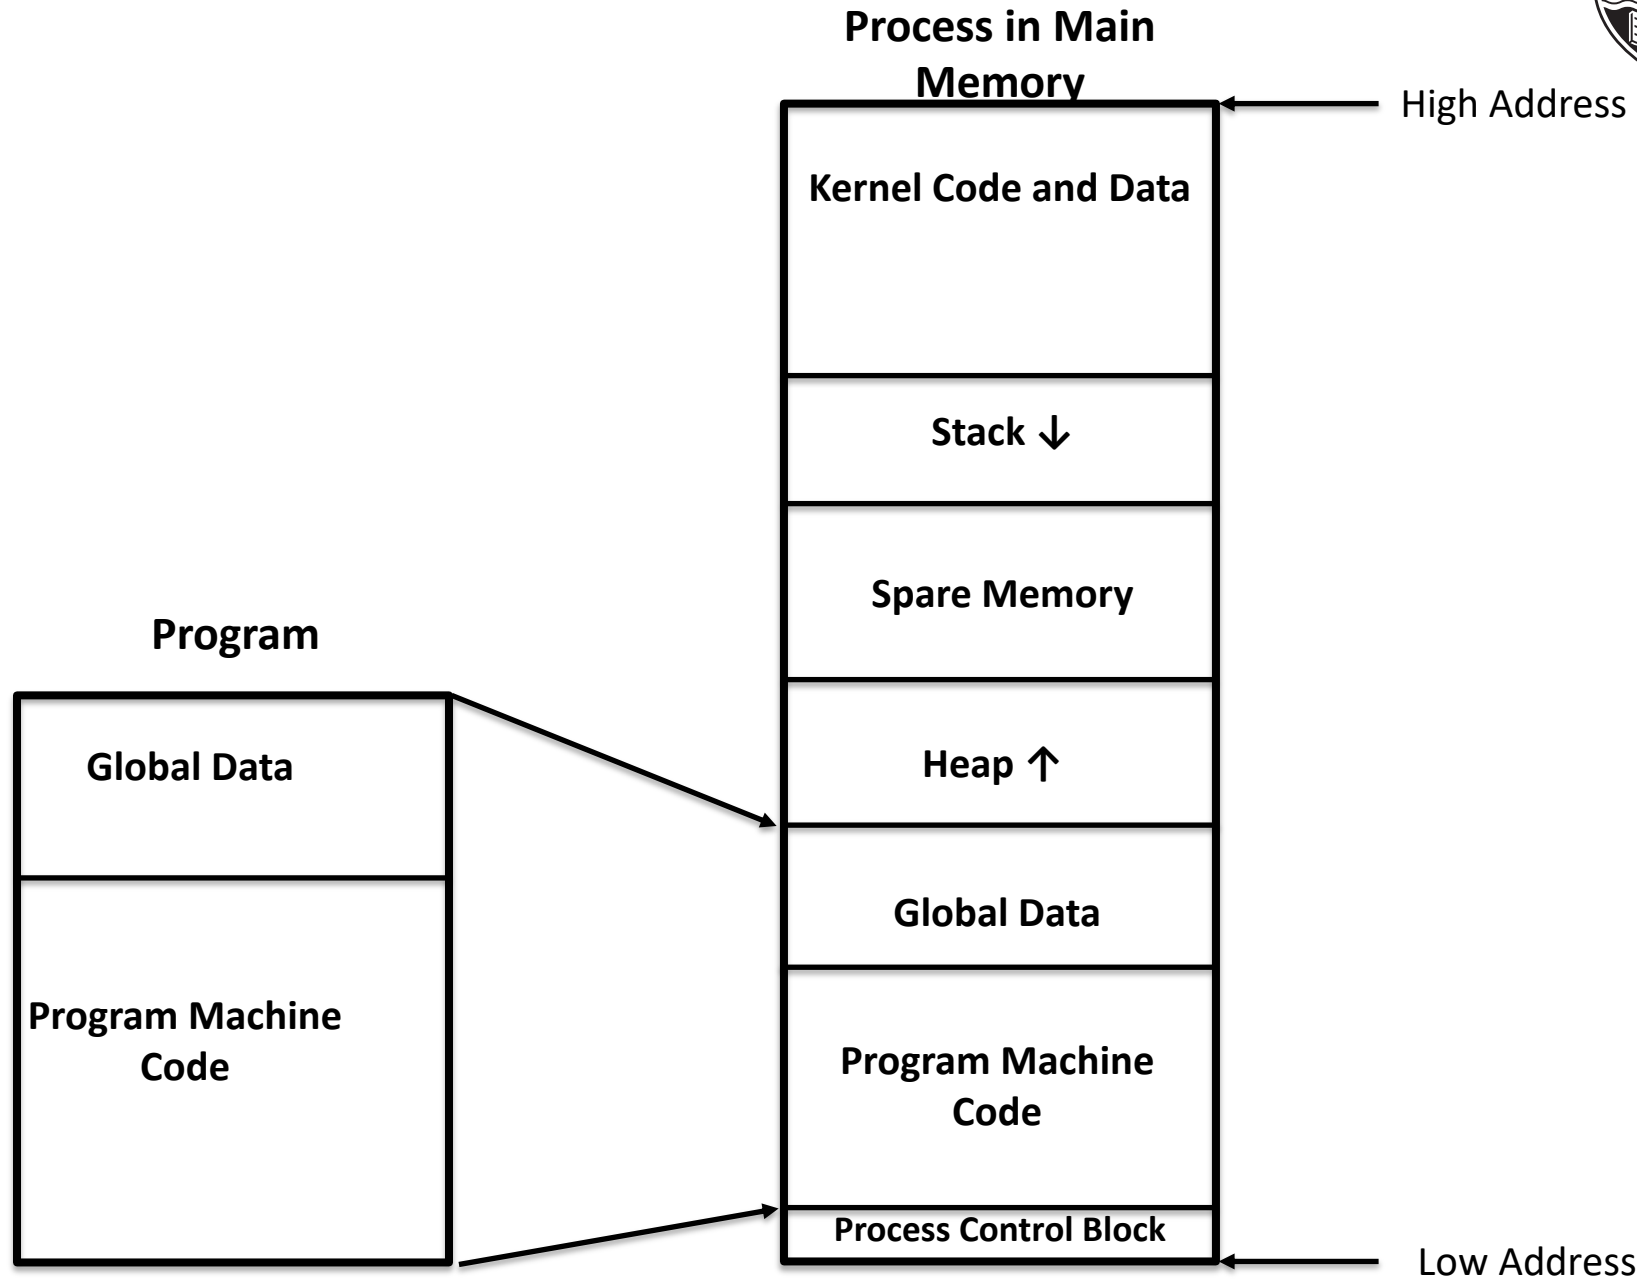 Process in Main
Memory
High Address
Kernel Code and Data
Stack ↓
Spare Memory
Program
Heap ↑
Global Data
Global Data
Program Machine
Code
Program Machine
Code
Process Control Block
Low Address